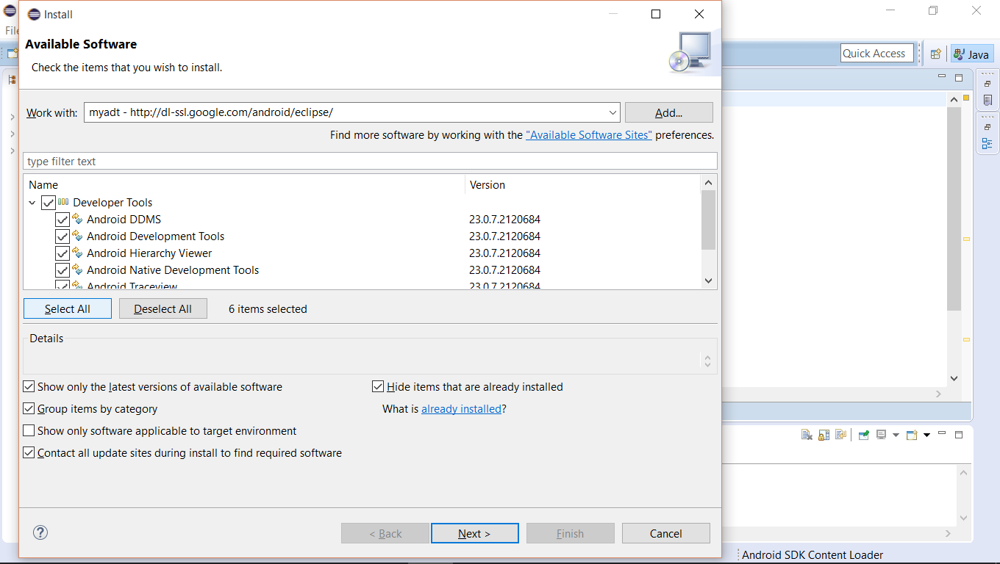 Install
File
Available Software
Check the items that you wish to install.
Quick Access
Java
Work with:
myadt - http://dl-ssl.google.com/android/eclipse/
Add...
Find more software by working with the "Available Software Sites" preferences.
type filter text
Name Version
Developer Tools
Android DDMS 23.0.7.2120684
Android Development Tools 23.0.7.2120684
Android Hierarchy Viewer 23.0.7.2120684
Android Native Development Tools 23.0.7.2120684
Android Traceview 23.0.7.2120684
Select All
Deselect All
6 items selected
Details
Show only the latest versions of available software
Hide items that are already installed
Group items by category
What is already installed?
Show only software applicable to target environment
Contact all update sites during install to find required software
?
< Back
Next >
Finish
Cancel
Android SDK Content Loader